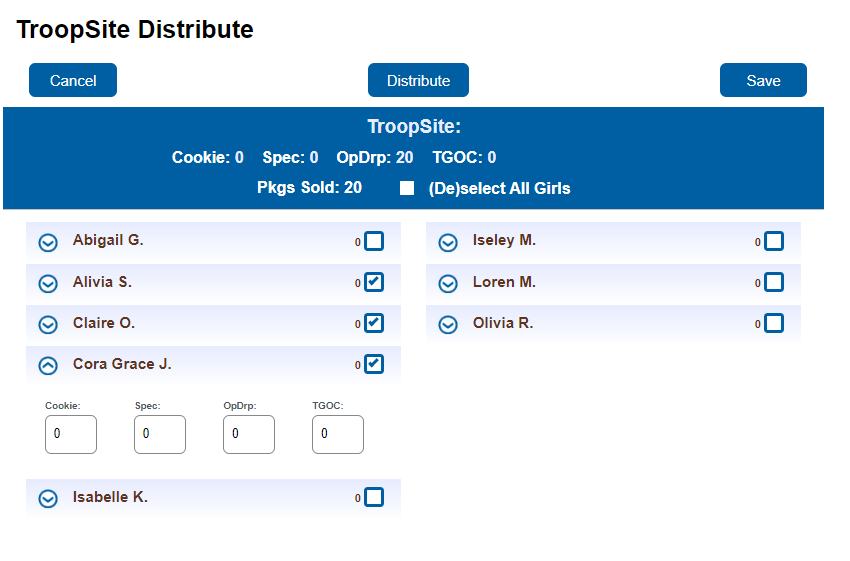 TroopSite Distribute
Cancel Distribute Save
TroopSite:
Cookie: 0 Spec: 0 OpDrp: 20 TGOC: 0
Pkgs Sold: 20 (De)select All Girls
Abigail G. 0
Alivia S. 0
Claire O. 0
Cora Grace J. 0
Cookie: Spec: OpDrp: TGOC:
0 0 0 0
Isabelle K. 0
Iseley M. 0
Loren M. 0
Olivia R. 0